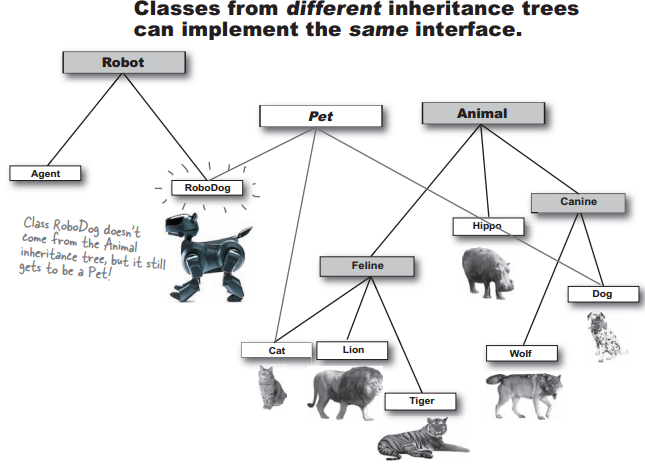 Classes from different inheritance trees
can implement the same interface.
Robot
Pet
Animal
Agent
RoboDog
Canine
Class RoboDog doesn't
come from the Animal
inheritance tree, but it still
gets to be a Pet!
Hippo
Feline
Dog
Cat
Lion
Wolf
Tiger